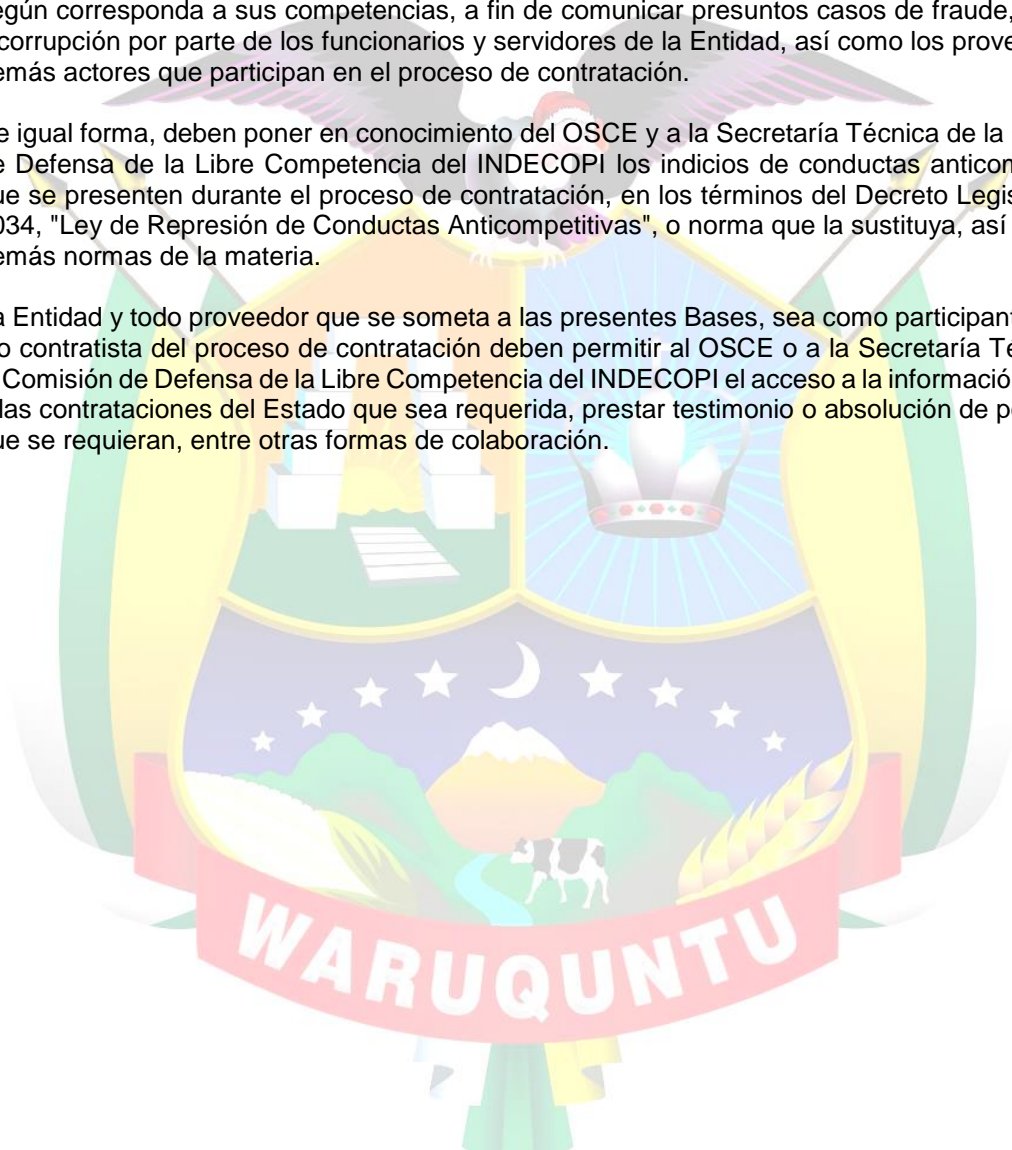 egún corresponda a sus competencias, a fin de comunicar presuntos casos de fraude,
corrupción por parte de los funcionarios y servidores de la Entidad, así como los prove
emás actores que participan en el proceso de contratación.
e igual forma, deben poner en conocimiento del OSCE y a la Secretaría Técnica de la
e Defensa de la Libre Competencia del INDECOPI los indicios de conductas anticon
ue se presenten durante el proceso de contratación, en los términos del Decreto Legis
034, "Ley de Represión de Conductas Anticompetitivas", o norma que la sustituya, así
emás normas de la materia.
a Entidad y todo proveedor que se someta a las presentes Bases, sea como participant
o contratista del proceso de contratación deben permitir al OSCE o a la Secretaría Té
Comisión de Defensa de la Libre Competencia del INDECOPI el acceso a la informació
las contrataciones del Estado que sea requerida, prestar testimonio o absolución de p
ue se requieran, entre otras formas de colaboración.
WARUQUNTU